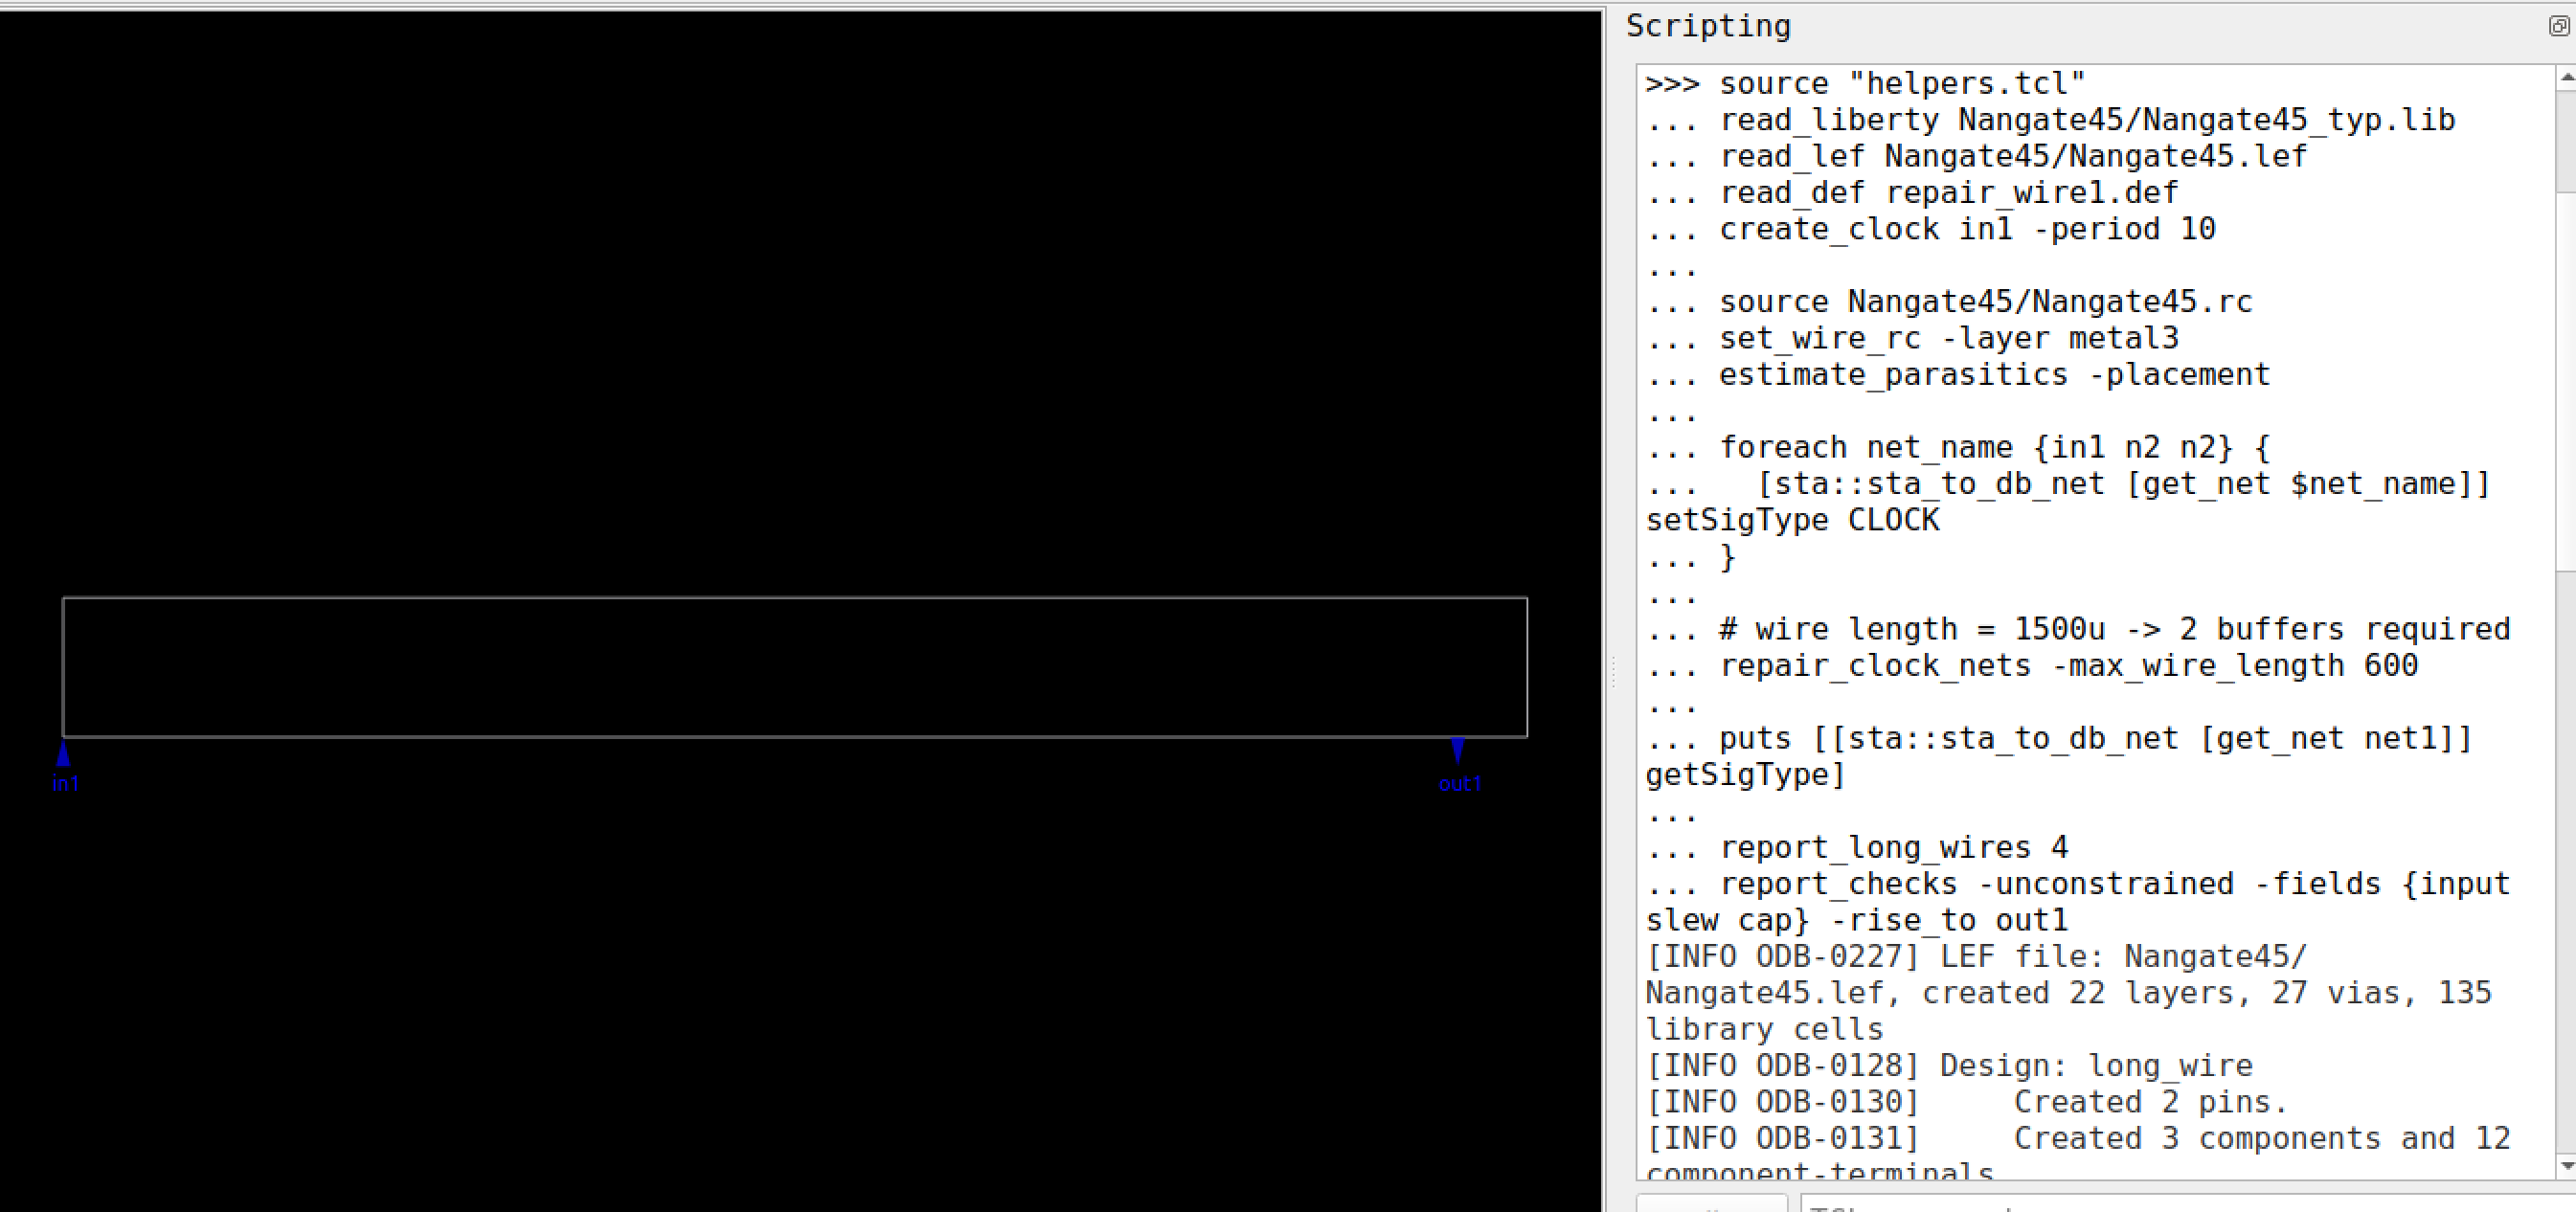 in1
out1
Scripting
>>> source "helpers.tcl"
... read_liberty Nangate45/Nangate45_typ.lib
... read_lef Nangate45/Nangate45.lef
... read_def repair_wire1.def
... create_clock in1 -period 10
...
... source Nangate45/Nangate45.rc
... set_wire_rc -layer metal3
... estimate_parasitics -placement
...
... foreach net_name {in1 n2 n2} {
...   [sta::sta_to_db_net [get_net $net_name]]
setSigType CLOCK
... }
...
... # wire length = 1500u -> 2 buffers required
... repair_clock_nets -max_wire_length 600
...
... puts [[sta::sta_to_db_net [get_net net1]]
getSigType]
...
... report_long_wires 4
... report_checks -unconstrained -fields {input
slew cap} -rise_to out1
[INFO ODB-0227] LEF file: Nangate45/
Nangate45.lef, created 22 layers, 27 vias, 135
library cells
[INFO ODB-0128] Design: long_wire
[INFO ODB-0130]     Created 2 pins.
[INFO ODB-0131]     Created 3 components and 12
component-terminals